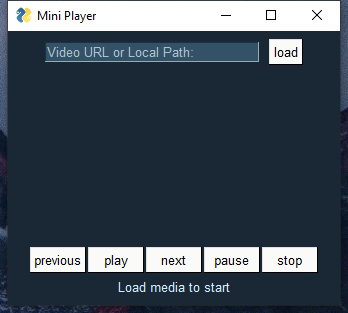 Mini Player
Video URL or Local Path: load
previous play next pause stop
Load media to start